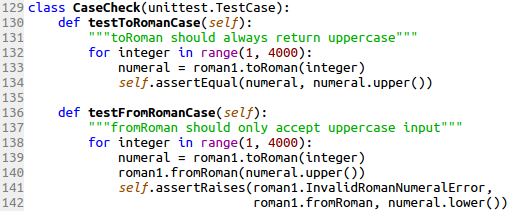 129 class CaseCheck(unittest.TestCase):
130     def testToRomanCase(self):
131         """toRoman should always return uppercase"""
132         for integer in range(1, 4000):
133             numeral = roman1.toRoman(integer)
134             self.assertEqual(numeral, numeral.upper())
135
136     def testFromRomanCase(self):
137         """fromRoman should only accept uppercase input"""
138         for integer in range(1, 4000):
139             numeral = roman1.toRoman(integer)
140             roman1.fromRoman(numeral.upper())
141             self.assertRaises(roman1.InvalidRomanNumeralError,
142                               roman1.fromRoman, numeral.lower())